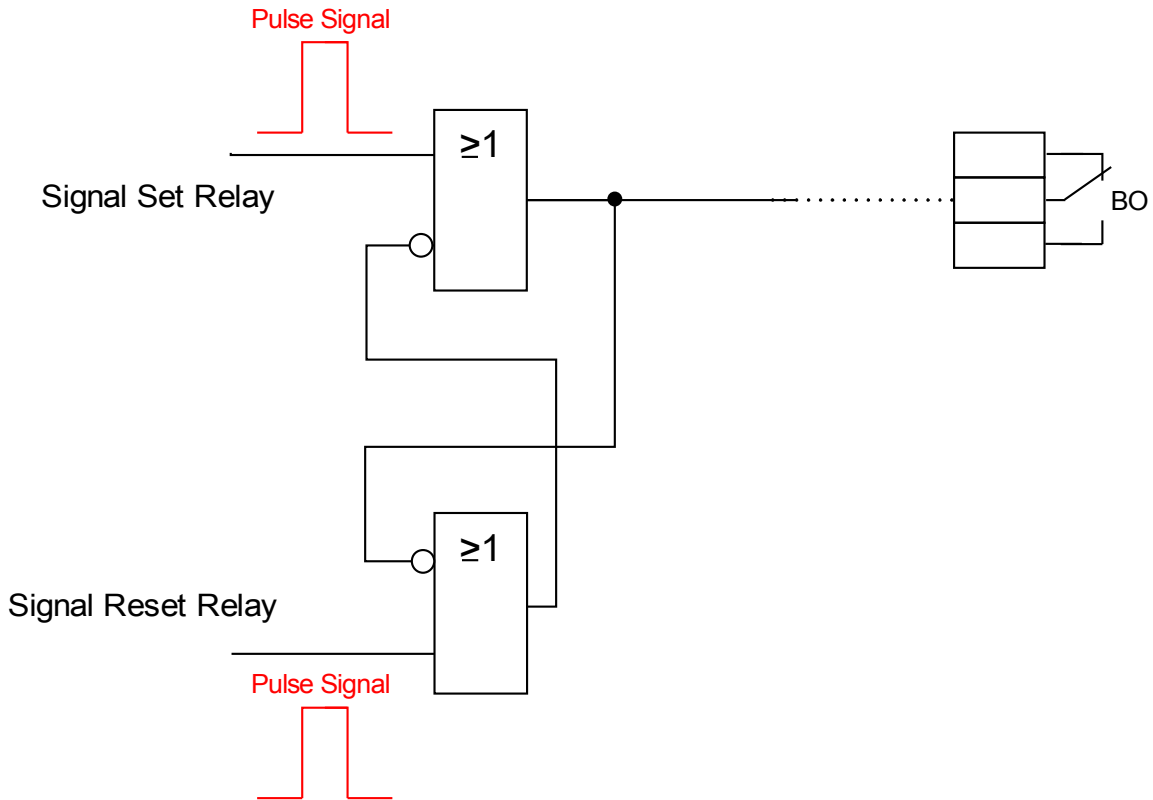 Pulse Signal
≥1
Signal Set Relay
BO
≥1
Signal Reset Relay
Pulse Signal